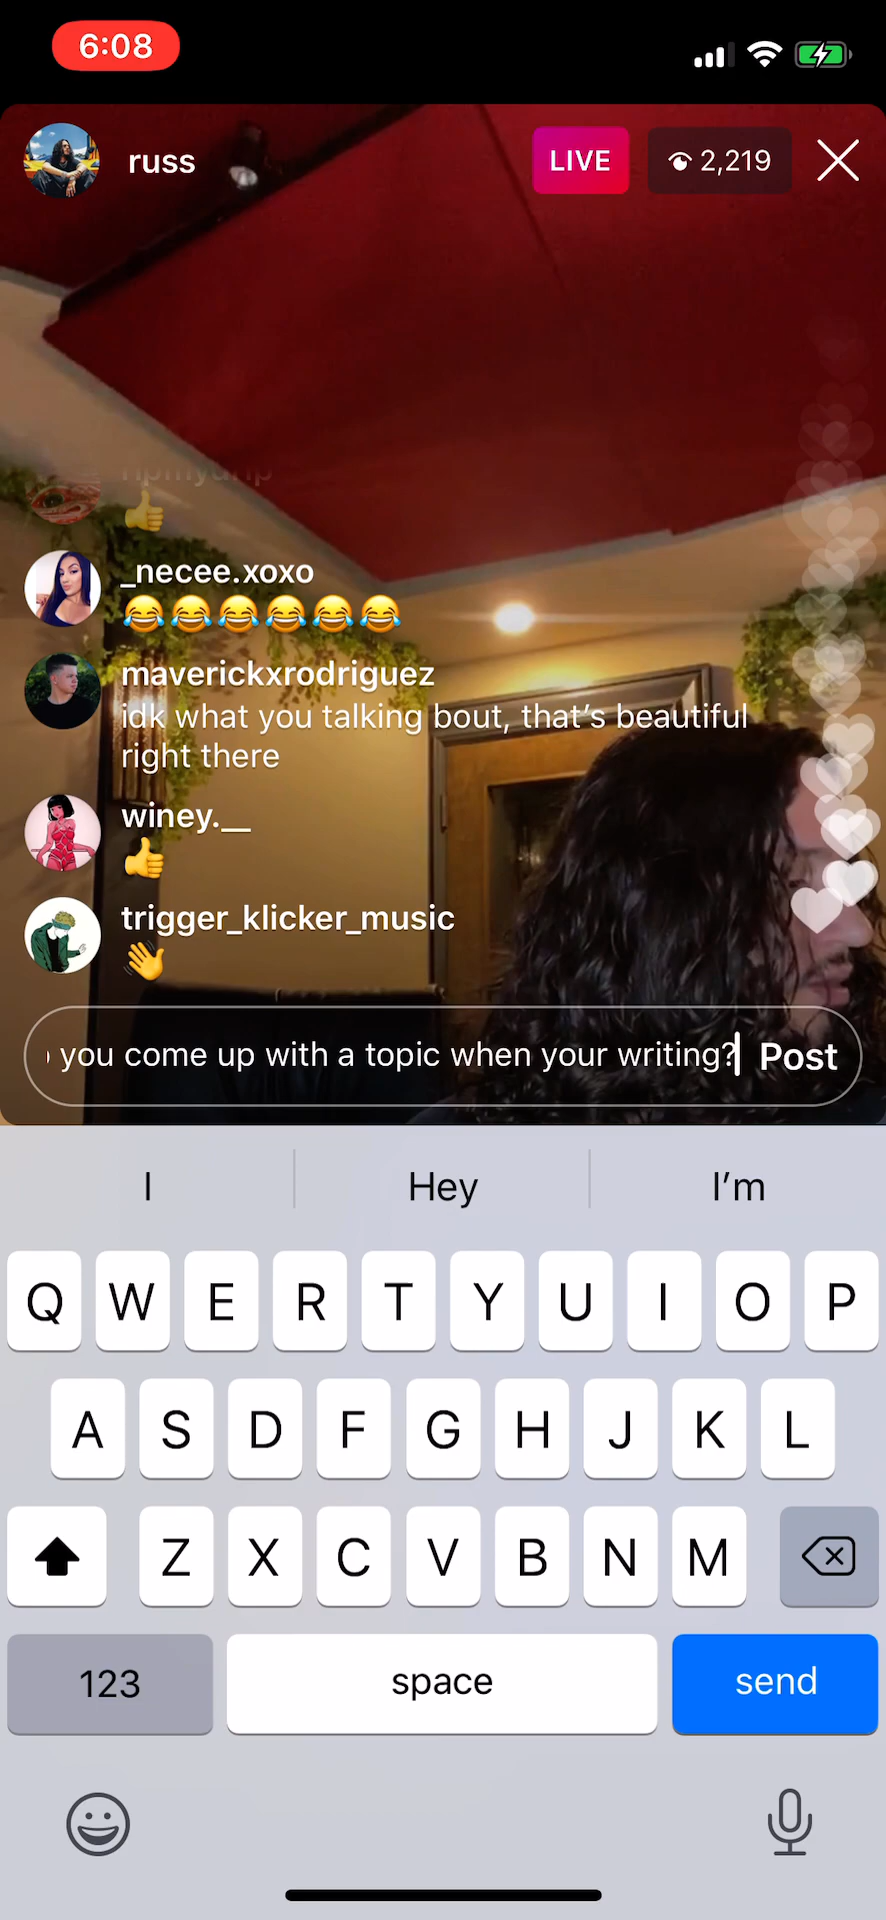 6:08
russ
LIVE
2,219
_necee.xoxo
😂😂😂😂😂😂
maverickxrodriguez
idk what you talking bout, that's beautiful
right there
winey.__
👍
trigger_klicker_music
👋
you come up with a topic when your writing?
Post
I Hey I'm
Q W E R T Y U I O P
A S D F G H J K L
Z X C V B N M
123 space send